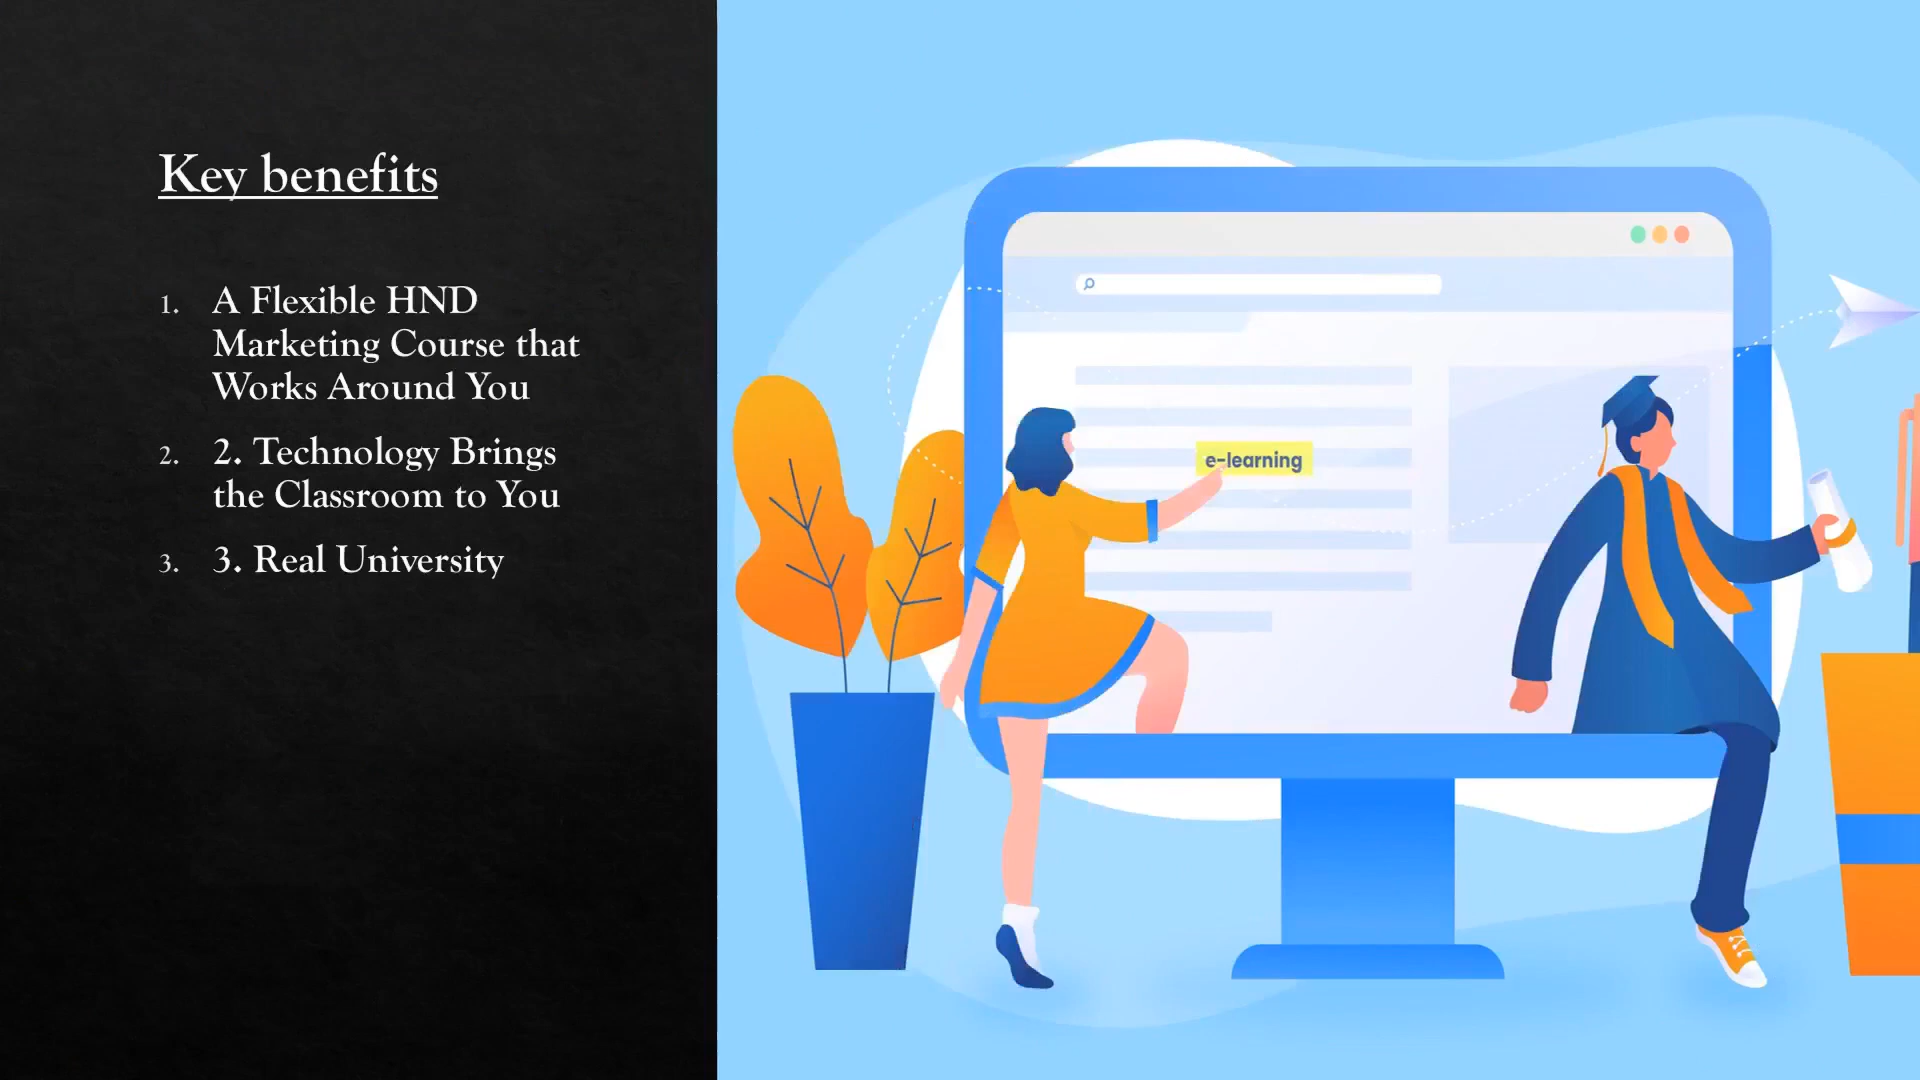 Key benefits
1. A Flexible HND
Marketing Course that
Works Around You
2. 2. Technology Brings
the Classroom to You
3. 3. Real University
e-learning